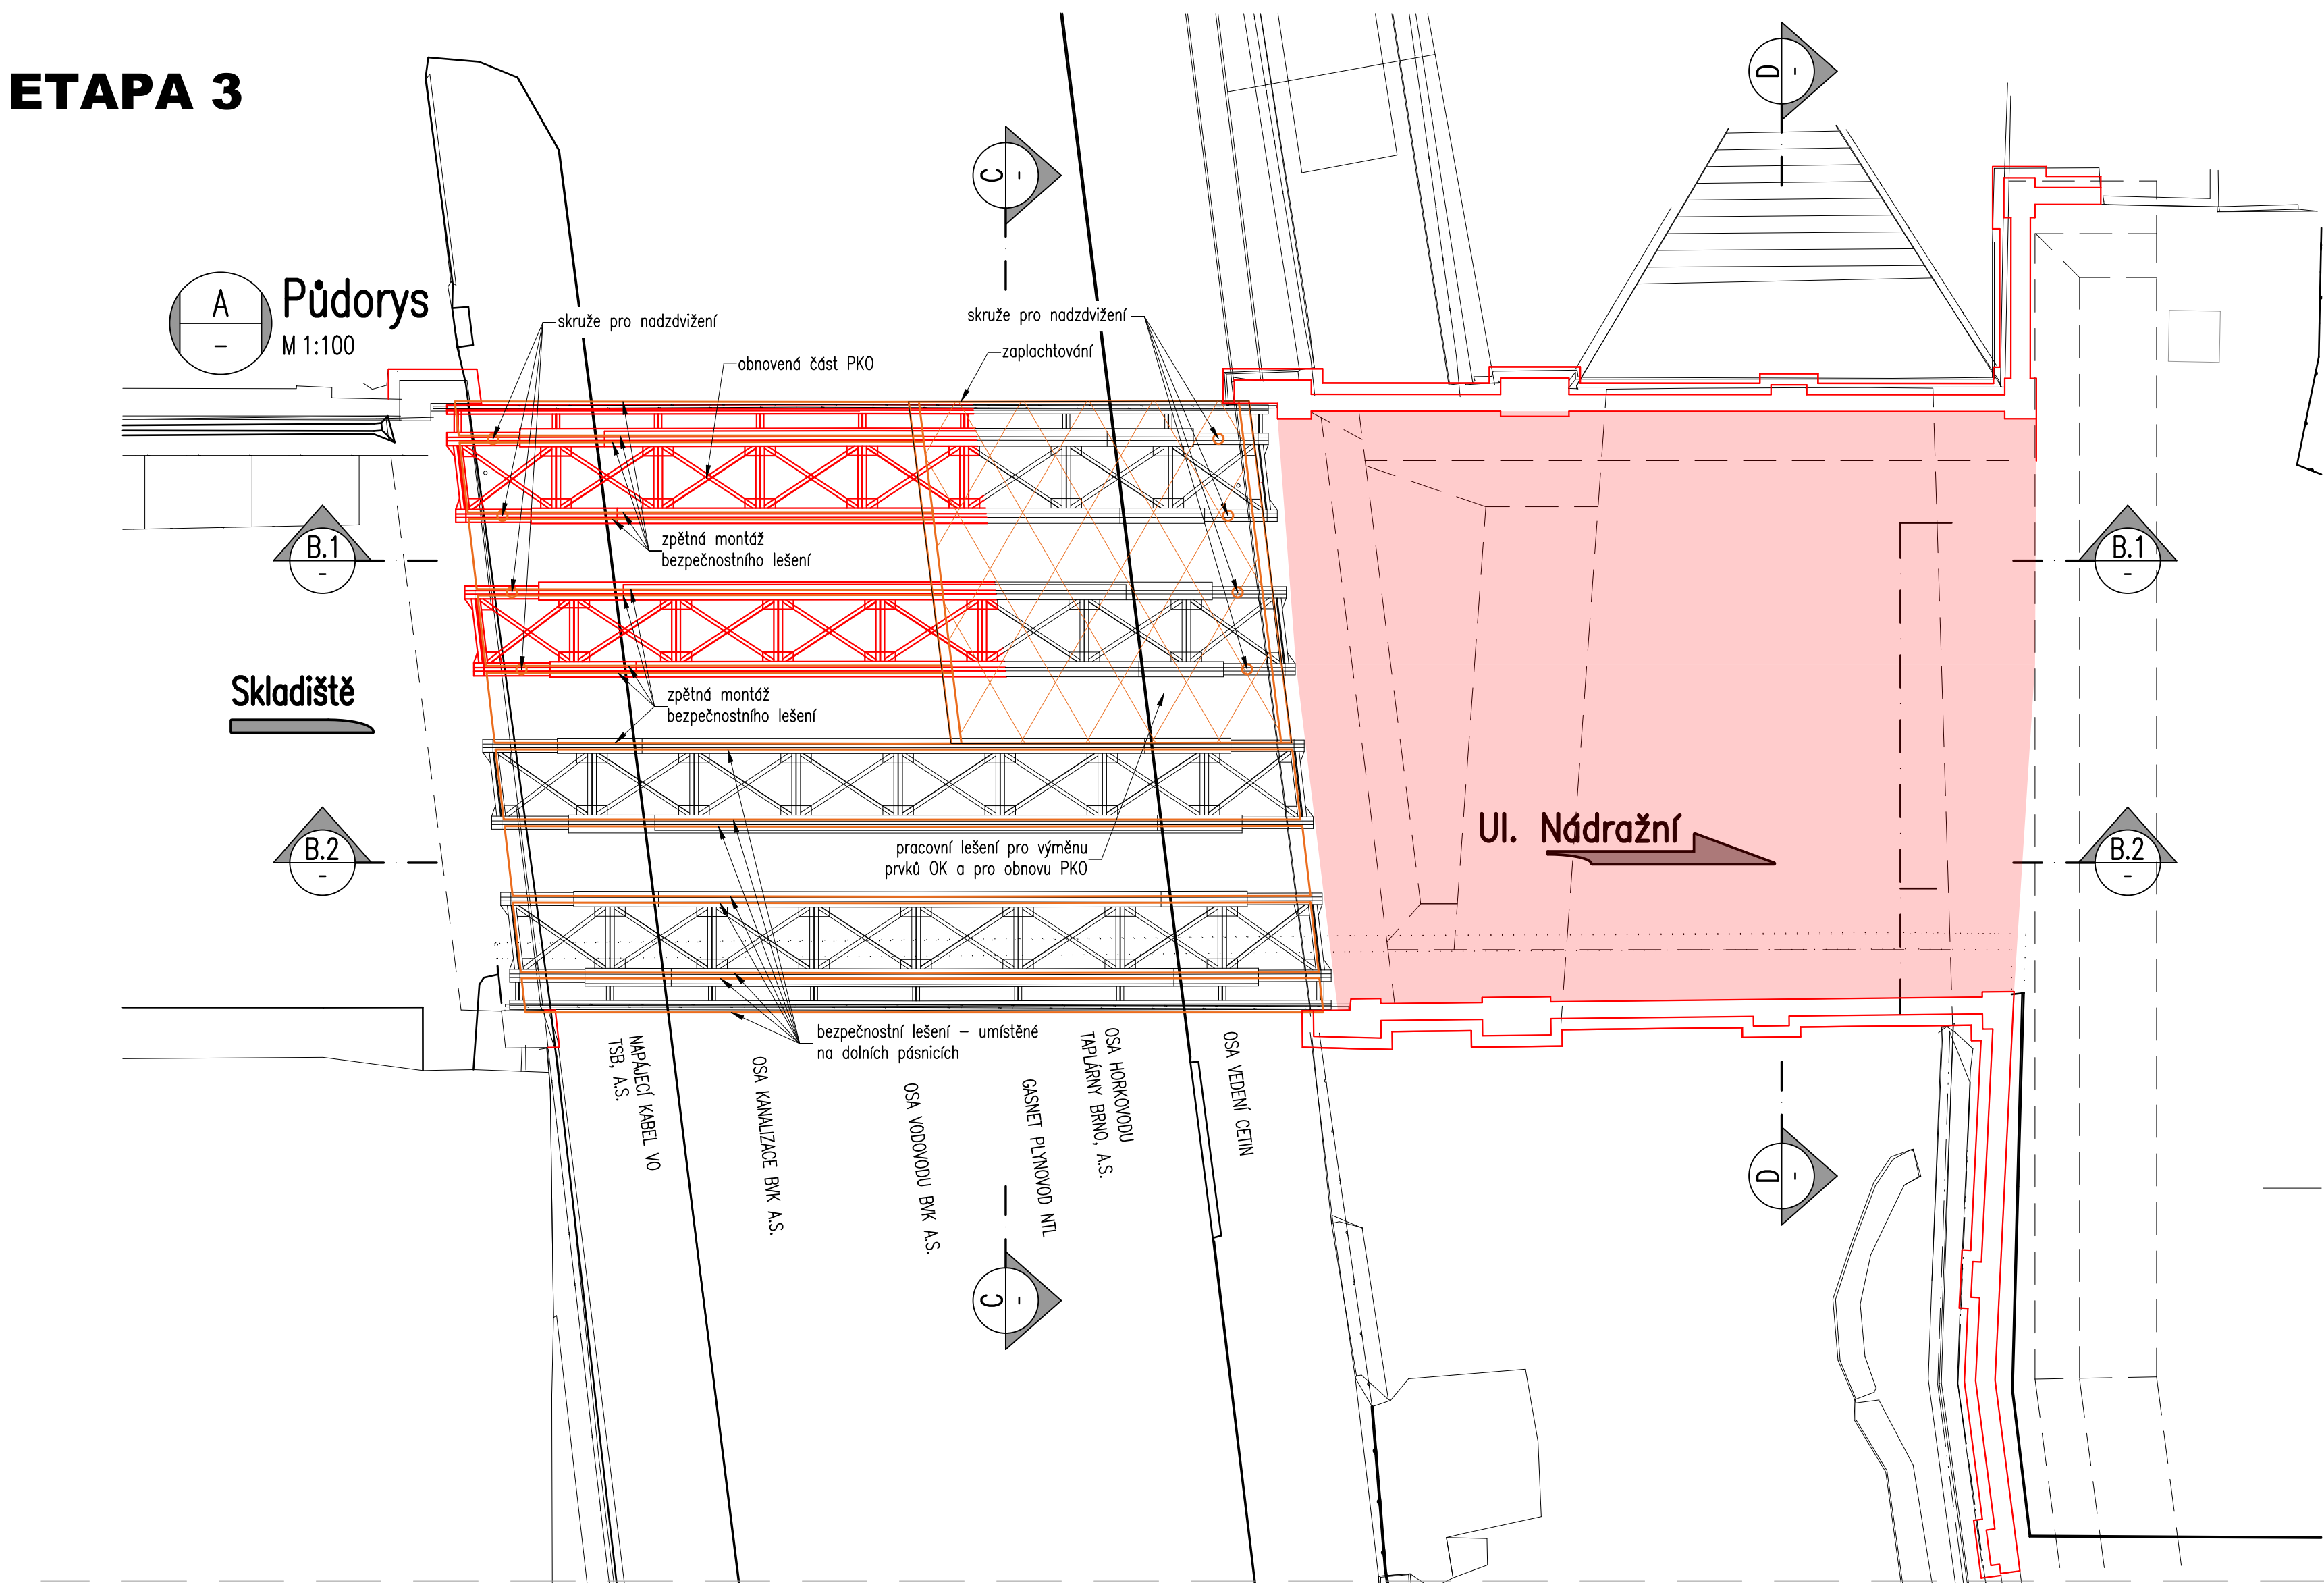 ETAPA 3
D
-
C
-
A
-
Půdorys
M 1:100
skruže pro nadzdvižení
skruže pro nadzdvižení
zaplachtování
obnovená část PKO
zpětná montáž
bezpečnostního lešení
B.1
-
B.1
-
Skladiště
zpětná montáž
bezpečnostního lešení
Ul. Nádražní
pracovní lešení pro výměnu
prvků OK a pro obnovu PKO
B.2
-
B.2
-
bezpečnostní lešení – umístěné
na dolních pásnicích
NAPÁJECÍ KABEL VO
TSB, A.S.
OSA KANALIZACE BVK A.S.
OSA VODOVODU BVK A.S.
GASNET PLYNOVOD NTL
OSA HORKOVODU
TAPLÁRNY BRNO, A.S.
OSA VEDENÍ CETIN
D
-
C
-